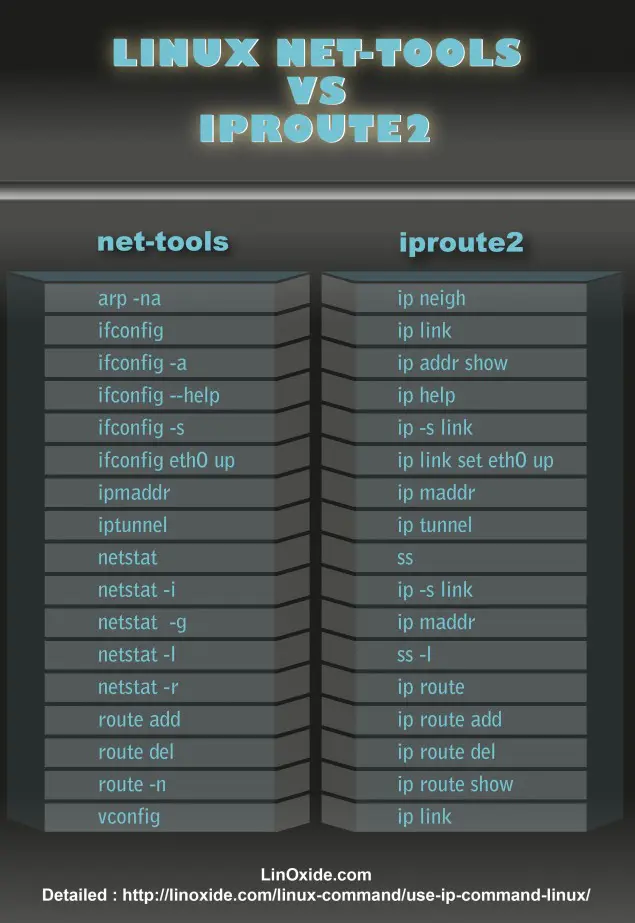 LINUX NET-TOOLS
VS
IPROUTE2
net-tools iproute2
arp -na ip neigh
ifconfig ip link
ifconfig -a ip addr show
ifconfig --help ip help
ifconfig -s ip -s link
ifconfig eth0 up ip link set eth0 up
ipmaddr ip maddr
iptunnel ip tunnel
netstat ss
netstat -i ip -s link
netstat  -g ip maddr
netstat -l ss -l
netstat -r ip route
route add ip route add
route del ip route del
route -n ip route show
vconfig ip link
LinOxide.com
Detailed : http://linoxide.com/linux-command/use-ip-command-linux/